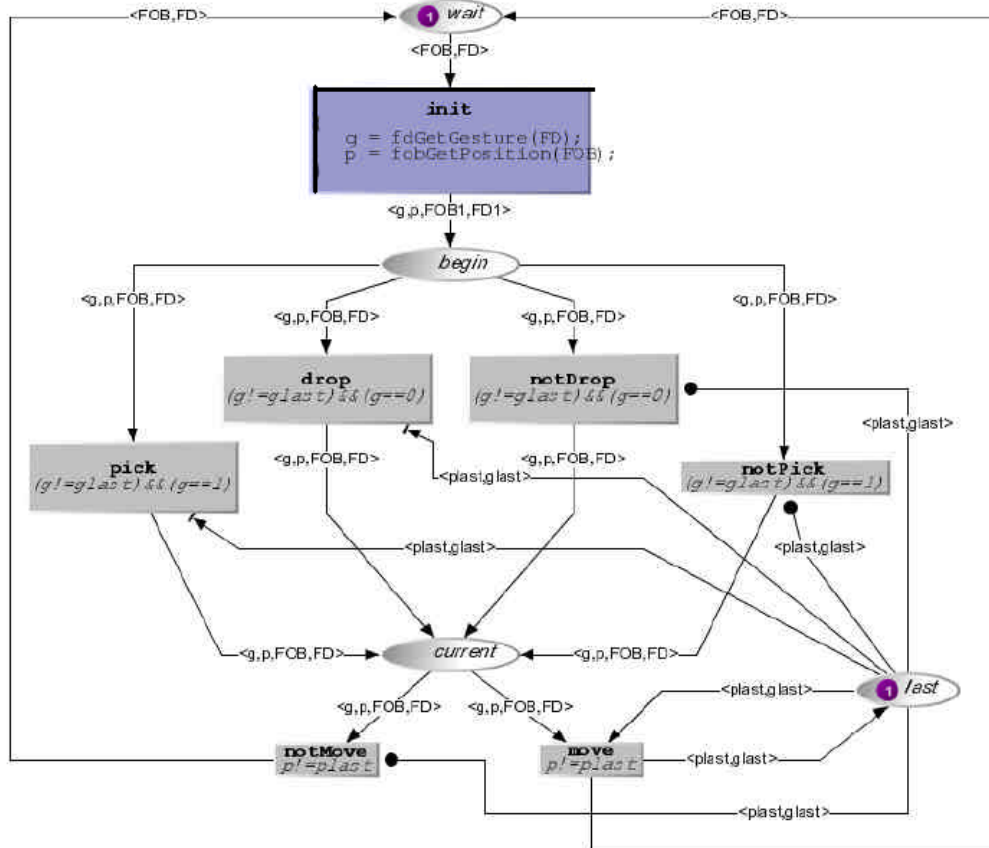 <FOB,FD>
1 wait
<FOB,FD>
<FOB,FD>
init
g = fdGetGesture(FD);
p = fobGetPosition(FOB);
<g,p,FOB1,FD1>
begin
<g,p,FOB,FD>
<g,p,FOB,FD>
<g,p,FOB,FD>
<g,p,FOB,FD>
drop
(g!=glast)&&(g==0)
notDrop
(g!=glast)&&(g==0)
<plast,glast>
pick
(g!=glast)&&(g==1)
<g,p,FOB,FD>
<g,p,FOB,FD>
notPick
(g!=glast)&&(g==1)
<plast,glast>
<plast,glast>
<plast,glast>
<g,p,FOB,FD>
current
<g,p,FOB,FD>
1 last
<g,p,FOB,FD>
<g,p,FOB,FD>
<plast,glast>
notMove
p!=plast
move
p!=plast
<plast,glast>
<plast,glast>